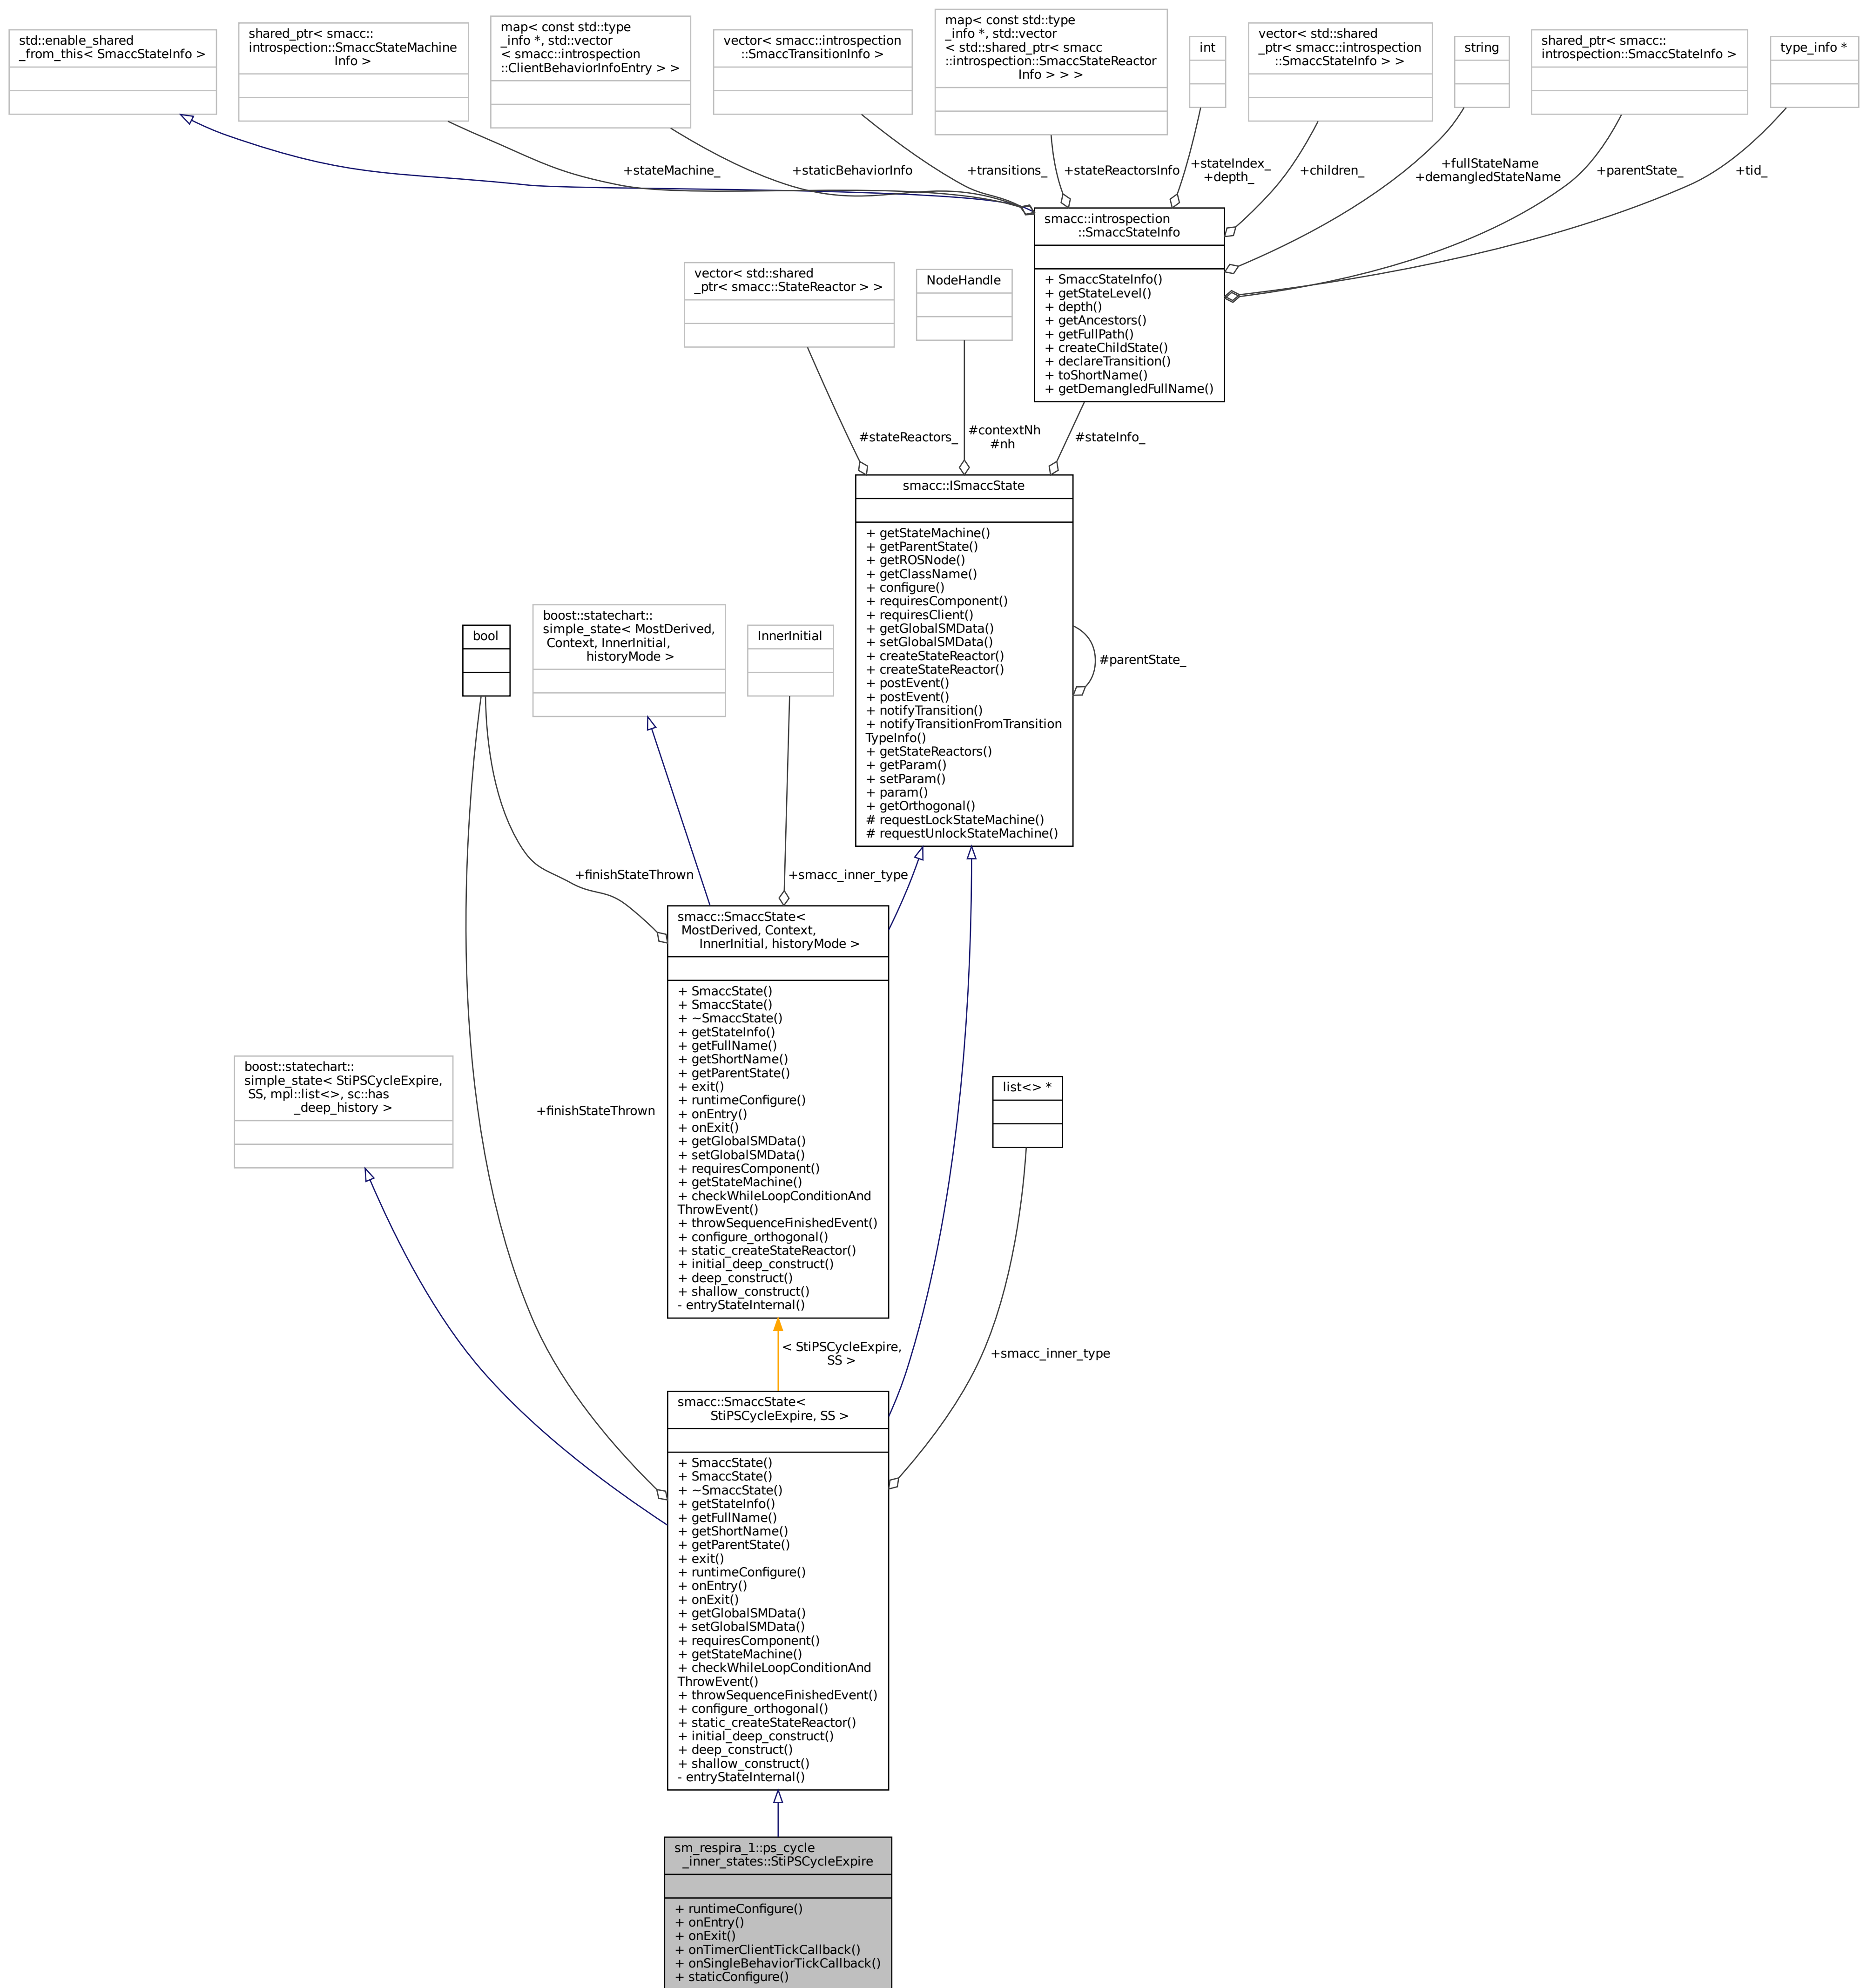 std::enable_shared
_from_this< SmaccStateInfo >
shared_ptr< smacc::
introspection::SmaccStateMachine
Info >
map< const std::type
_info *, std::vector
< smacc::introspection
::ClientBehaviorInfoEntry > >
vector< smacc::introspection
::SmaccTransitionInfo >
map< const std::type
_info *, std::vector
< std::shared_ptr< smacc
::introspection::SmaccStateReactor
Info > > >
int
vector< std::shared
_ptr< smacc::introspection
::SmaccStateInfo > >
string
shared_ptr< smacc::
introspection::SmaccStateInfo >
type_info *
+stateMachine_
+staticBehaviorInfo
+transitions_
+stateReactorsInfo
+stateIndex_
+depth_
+children_
+fullStateName
+demangledStateName
+parentState_
+tid_
smacc::introspection
::SmaccStateInfo
+ SmaccStateInfo()
+ getStateLevel()
+ depth()
+ getAncestors()
+ getFullPath()
+ createChildState()
+ declareTransition()
+ toShortName()
+ getDemangledFullName()
vector< std::shared
_ptr< smacc::StateReactor > >
NodeHandle
#stateReactors_
#contextNh
#nh
#stateInfo_
smacc::ISmaccState
+ getStateMachine()
+ getParentState()
+ getROSNode()
+ getClassName()
+ configure()
+ requiresComponent()
+ requiresClient()
+ getGlobalSMData()
+ setGlobalSMData()
+ createStateReactor()
+ createStateReactor()
+ postEvent()
+ postEvent()
+ notifyTransition()
+ notifyTransitionFromTransition
TypeInfo()
+ getStateReactors()
+ getParam()
+ setParam()
+ param()
+ getOrthogonal()
# requestLockStateMachine()
# requestUnlockStateMachine()
#parentState_
bool
boost::statechart::
simple_state< MostDerived,
Context, InnerInitial,
historyMode >
InnerInitial
+finishStateThrown
+smacc_inner_type
smacc::SmaccState<
MostDerived, Context,
InnerInitial, historyMode >
+ SmaccState()
+ SmaccState()
+ ~SmaccState()
+ getStateInfo()
+ getFullName()
+ getShortName()
+ getParentState()
+ exit()
+ runtimeConfigure()
+ onEntry()
+ onExit()
+ getGlobalSMData()
+ setGlobalSMData()
+ requiresComponent()
+ getStateMachine()
+ checkWhileLoopConditionAnd
ThrowEvent()
+ throwSequenceFinishedEvent()
+ configure_orthogonal()
+ static_createStateReactor()
+ initial_deep_construct()
+ deep_construct()
+ shallow_construct()
- entryStateInternal()
boost::statechart::
simple_state< StiPSCycleExpire,
SS, mpl::list<>, sc::has
_deep_history >
+finishStateThrown
list<> *
< StiPSCycleExpire,
SS >
+smacc_inner_type
smacc::SmaccState<
StiPSCycleExpire, SS >
+ SmaccState()
+ SmaccState()
+ ~SmaccState()
+ getStateInfo()
+ getFullName()
+ getShortName()
+ getParentState()
+ exit()
+ runtimeConfigure()
+ onEntry()
+ onExit()
+ getGlobalSMData()
+ setGlobalSMData()
+ requiresComponent()
+ getStateMachine()
+ checkWhileLoopConditionAnd
ThrowEvent()
+ throwSequenceFinishedEvent()
+ configure_orthogonal()
+ static_createStateReactor()
+ initial_deep_construct()
+ deep_construct()
+ shallow_construct()
- entryStateInternal()
sm_respira_1::ps_cycle
_inner_states::StiPSCycleExpire
+ runtimeConfigure()
+ onEntry()
+ onExit()
+ onTimerClientTickCallback()
+ onSingleBehaviorTickCallback()
+ staticConfigure()